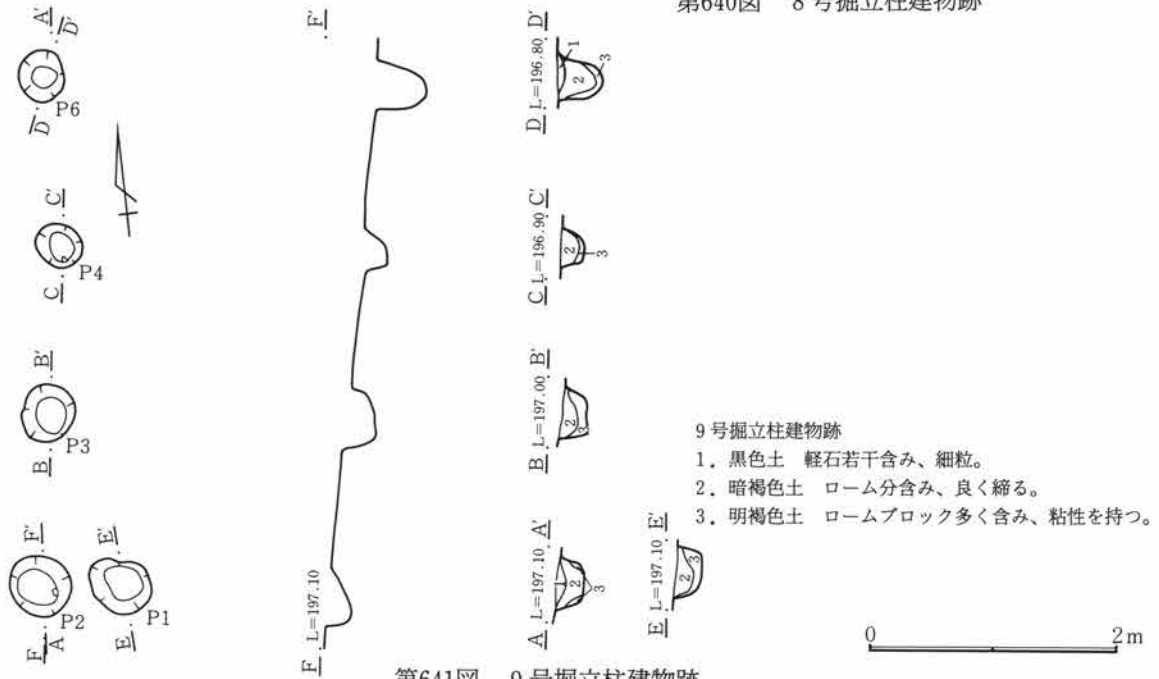 第640図　8号掘立柱建物跡
A'
D'
P6
D
C'
P4
C
B'
P3
B
F'
E'
P2
P1
F
A
E
F'
F L=197.10
D'
D L=196.80
1
2
3
C'
C L=196.90
2
3
B'
B L=197.00
2
3
A'
A L=197.10
1
2
3
E'
E L=197.10
2
3
9号掘立柱建物跡
1．黒色土　軽石若干含み、細粒。
2．暗褐色土　ローム分含み、良く締る。
3．明褐色土　ロームブロック多く含み、粘性を持つ。
0　2m
第641図　9号掘立柱建物跡